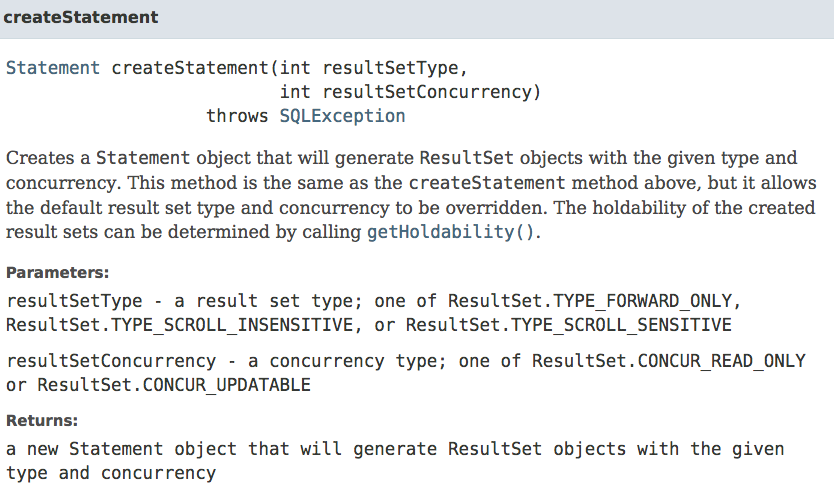 createStatement
Statement createStatement(int resultSetType,
int resultSetConcurrency)
throws SQLException
Creates a Statement object that will generate ResultSet objects with the given type and
concurrency. This method is the same as the createStatement method above, but it allows
the default result set type and concurrency to be overridden. The holdability of the created
result sets can be determined by calling getHoldability().
Parameters:
resultSetType - a result set type; one of ResultSet.TYPE_FORWARD_ONLY,
ResultSet.TYPE_SCROLL_INSENSITIVE, or ResultSet.TYPE_SCROLL_SENSITIVE
resultSetConcurrency - a concurrency type; one of ResultSet.CONCUR_READ_ONLY
or ResultSet.CONCUR_UPDATABLE
Returns:
a new Statement object that will generate ResultSet objects with the given
type and concurrency